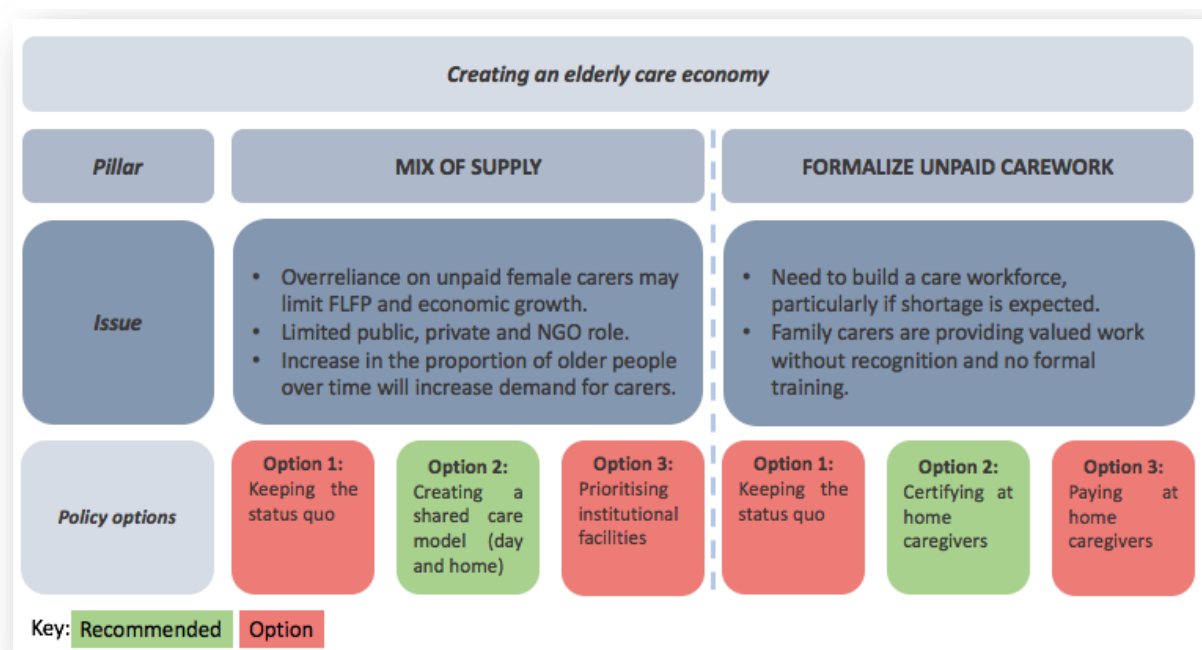 Creating an elderly care economy
Pillar
MIX OF SUPPLY
FORMALIZE UNPAID CAREWORK
Issue
• Overreliance on unpaid female carers may
limit FLFP and economic growth.
• Limited public, private and NGO role.
• Increase in the proportion of older people
over time will increase demand for carers.
• Need to build a care workforce,
particularly if shortage is expected.
• Family carers are providing valued work
without recognition and no formal
training.
Policy options
Option 1:
Keeping the
status quo
Option 2:
Creating a
shared care
model (day
and home)
Option 3:
Prioritising
institutional
facilities
Option 1:
Keeping the
status quo
Option 2:
Certifying at
home
caregivers
Option 3:
Paying at
home
caregivers
Key: Recommended Option